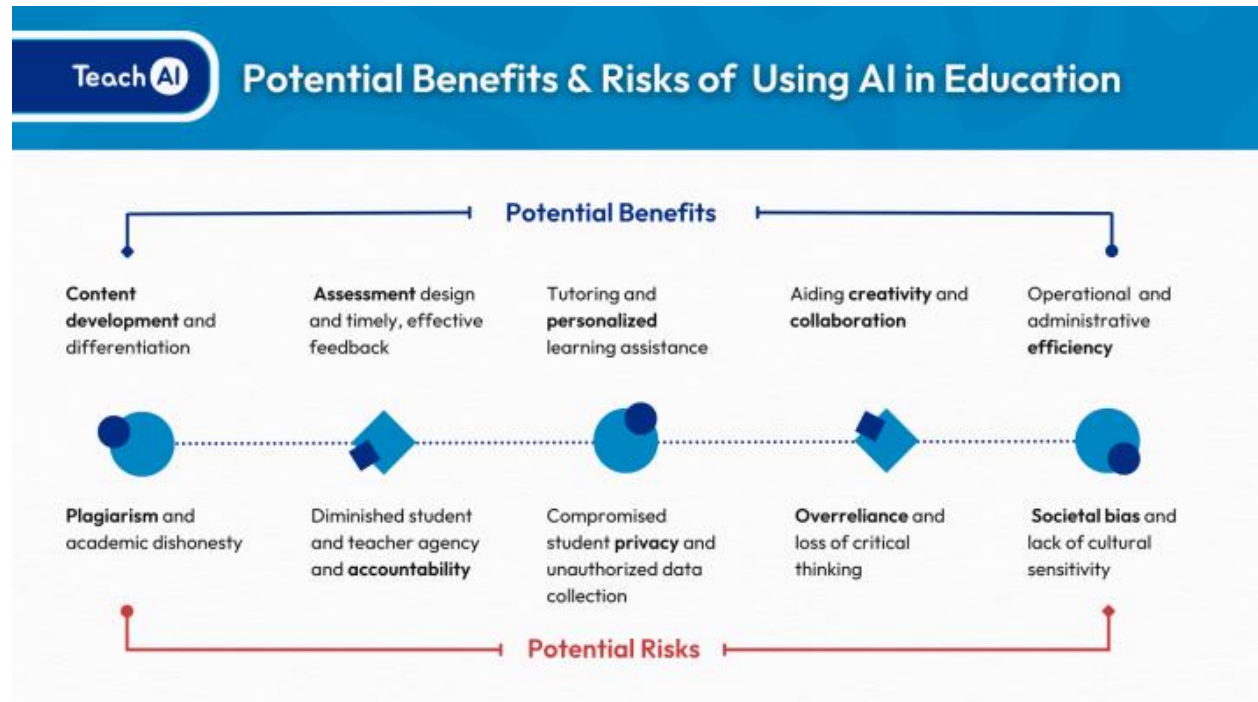 Teach AI
Potential Benefits & Risks of Using AI in Education
Potential Benefits
Content
development and
differentiation
Assessment design
and timely, effective
feedback
Tutoring and
personalized
learning assistance
Aiding creativity and
collaboration
Operational and
administrative
efficiency
Plagiarism and
academic dishonesty
Diminished student
and teacher agency
and accountability
Compromised
student privacy and
unauthorized data
collection
Overreliance and
loss of critical
thinking
Societal bias and
lack of cultural
sensitivity
Potential Risks